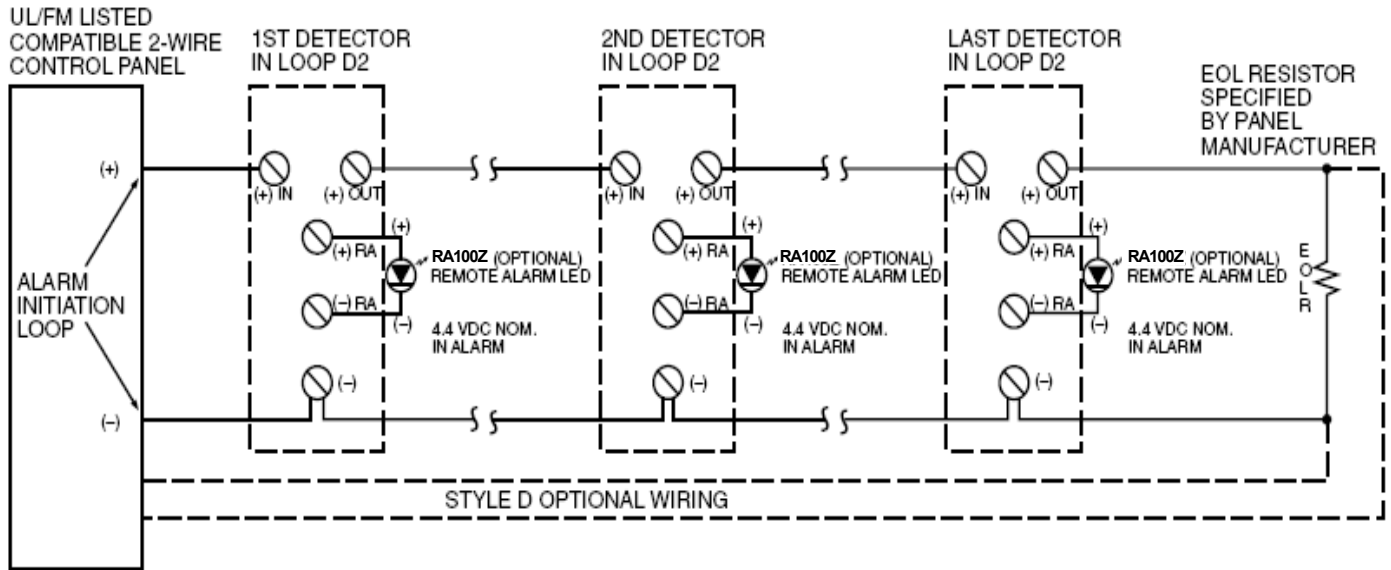 UL/FM LISTED
COMPATIBLE 2-WIRE
CONTROL PANEL
1ST DETECTOR
IN LOOP D2
2ND DETECTOR
IN LOOP D2
LAST DETECTOR
IN LOOP D2
EOL RESISTOR
SPECIFIED
BY PANEL
MANUFACTURER
(+)
(+) IN
(+) OUT
(+) IN
(+) OUT
(+) IN
(+) OUT
ALARM
INITIATION
LOOP
(+)
(+) RA
RA100Z (OPTIONAL)
REMOTE ALARM LED
(–) RA
(–)
4.4 VDC NOM.
IN ALARM
(–)
(+)
(+) RA
RA100Z (OPTIONAL)
REMOTE ALARM LED
(–) RA
(–)
4.4 VDC NOM.
IN ALARM
(–)
(+)
(+) RA
RA100Z (OPTIONAL)
REMOTE ALARM LED
(–) RA
(–)
4.4 VDC NOM.
IN ALARM
(–)
E
O
L
R
(–)
STYLE D OPTIONAL WIRING